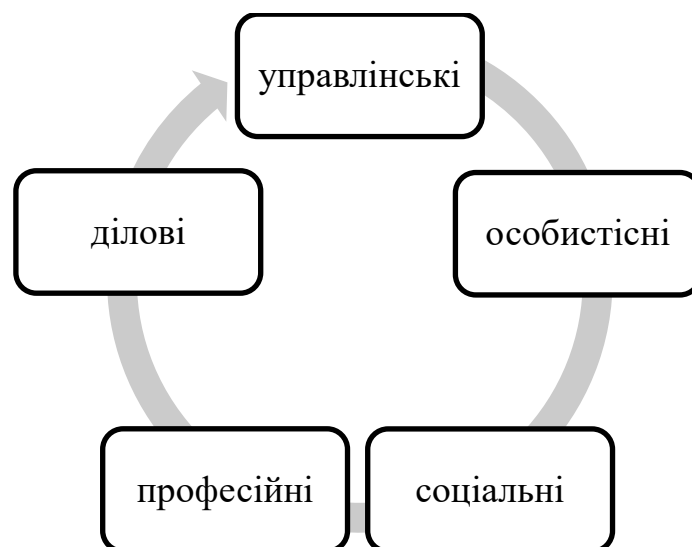 управлінські
особистісні
соціальні
професійні
ділові